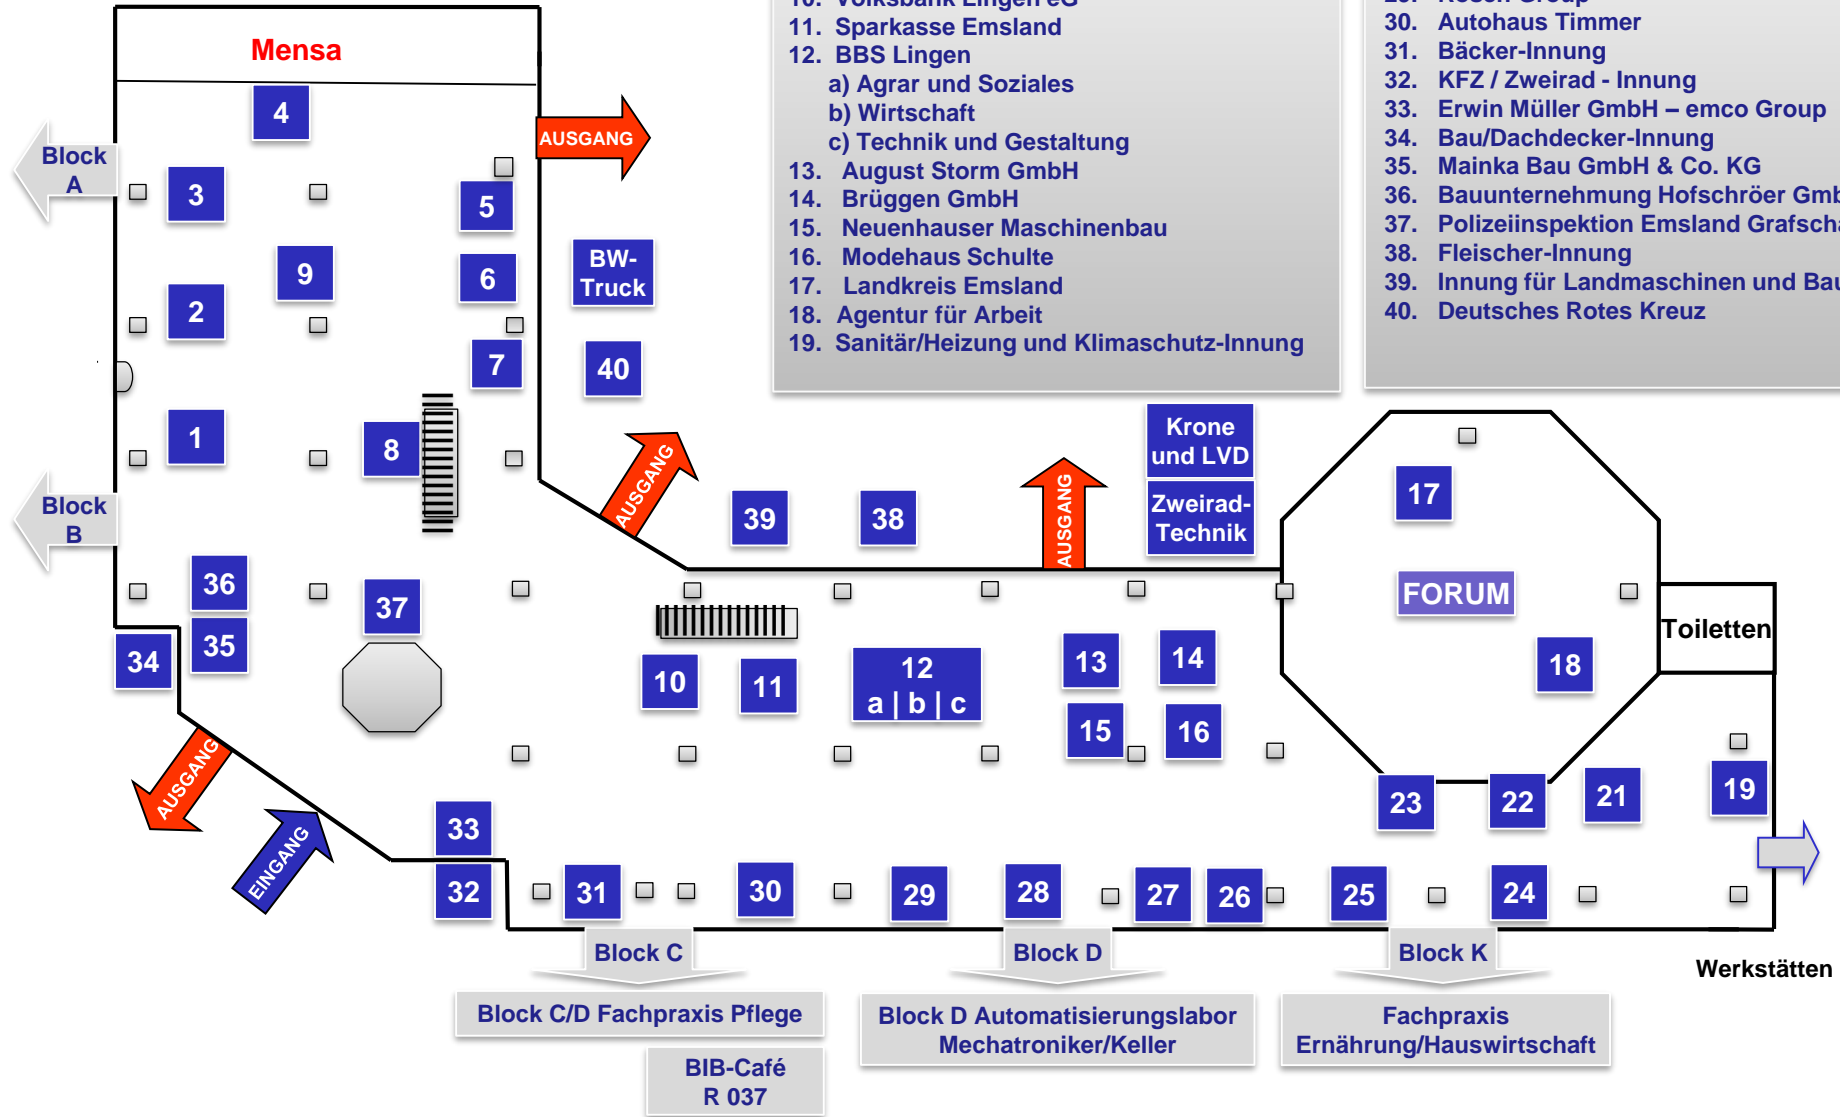 Mensa
10. Volksbank Lingen eG
11. Sparkasse Emsland
12. BBS Lingen
a) Agrar und Soziales
b) Wirtschaft
c) Technik und Gestaltung
13. August Storm GmbH
14. Brüggen GmbH
15. Neuenhauser Maschinenbau
16. Modehaus Schulte
17. Landkreis Emsland
18. Agentur für Arbeit
19. Sanitär/Heizung und Klimaschutz-Innung
29. Rosen Group
30. Autohaus Timmer
31. Bäcker-Innung
32. KFZ / Zweirad - Innung
33. Erwin Müller GmbH – emco Group
34. Bau/Dachdecker-Innung
35. Mainka Bau GmbH & Co. KG
36. Bauunternehmung Hofschröer
37. Polizeiinspektion Emsland
38. Fleischer-Innung
39. Innung für Landmaschinen und
40. Deutsches Rotes Kreuz
4
AUSGANG
Block
A
3
5
9
6
BW-
Truck
2
7
40
1
8
Krone
und LVD
AUSGANG
AUSGANG
17
Block
B
39
38
Zweirad-
Technik
36
37
FORUM
35
34
10
11
12
a | b | c
13
14
18
Toiletten
15
16
AUSGANG
EINGANG
33
23
22
21
19
32
31
30
29
28
27
26
25
24
Block C
Block D
Block K
Werkstätten
Block C/D Fachpraxis Pflege
Block D Automatisierungslabor
Mechatroniker/Keller
Fachpraxis
Ernährung/Hauswirtschaft
BIB-Café
R 037